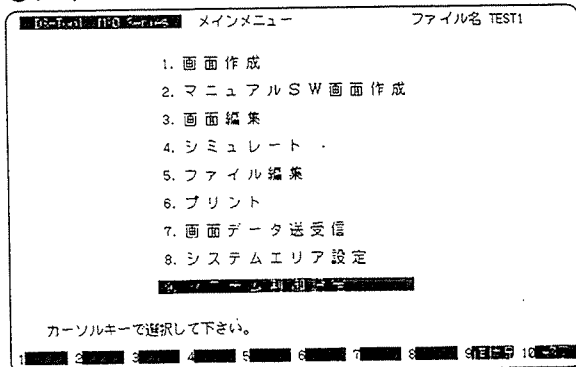 メインメニュー ファイル名 TEST1
1. 画面作成
2. マニュアルSW画面作成
3. 画面編集
4. シミュレート
5. ファイル編集
6. プリント
7. 画面データ送受信
8. システムエリア設定
カーソルキーで選択して下さい。
1 2 3 4 5 6 7 8 9 10